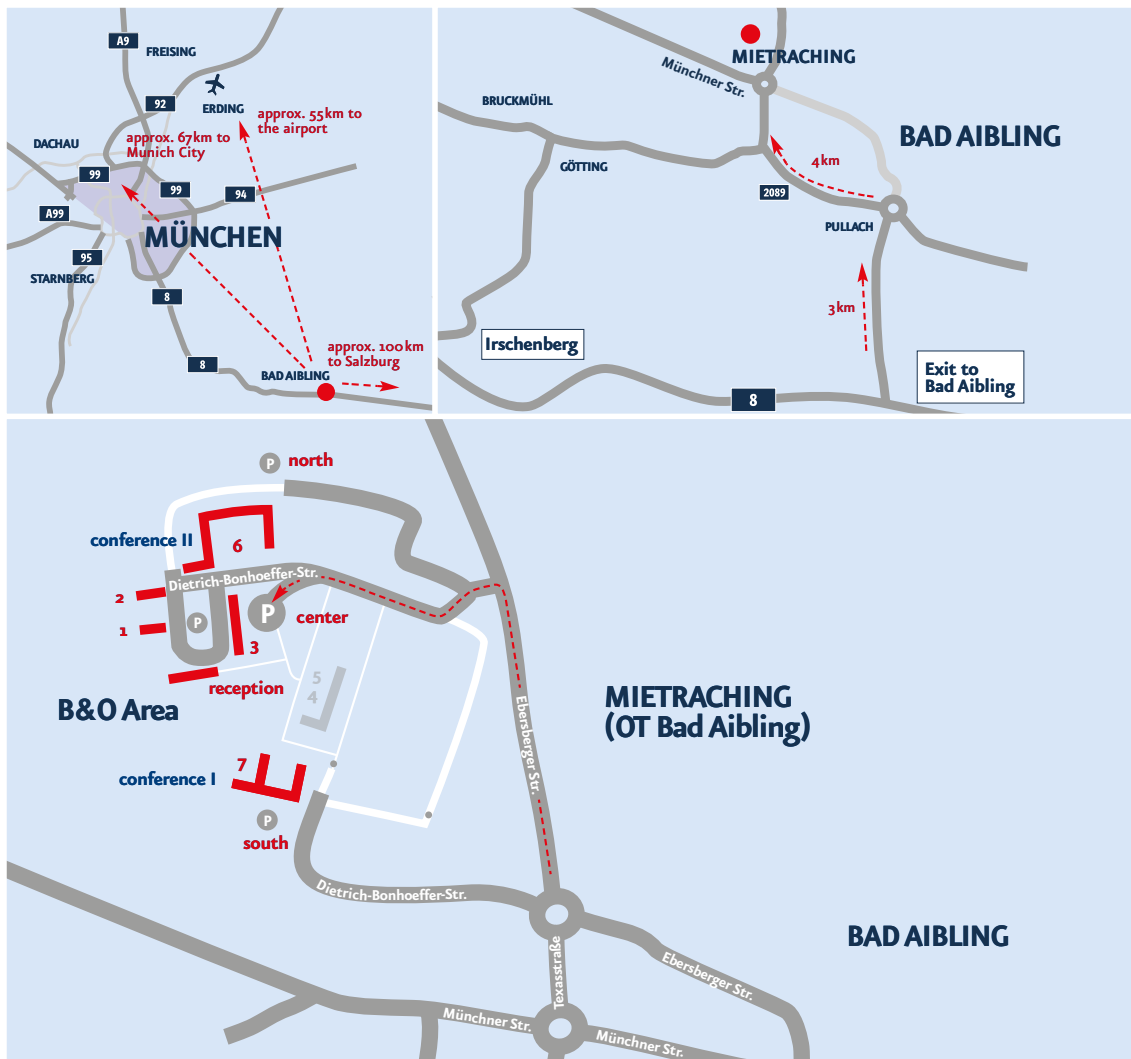 A9
FREISING
92
ERDING
approx. 55km to
the airport
DACHAU
approx. 67km to
Munich City
99
99
94
A99
MÜNCHEN
95
STARNBERG
8
8
approx. 100km
to Salzburg
BAD AIBLING
MIETRACHING
Münchner Str.
BRUCKMÜHL
BAD AIBLING
GÖTTING
4km
2089
PULLACH
3km
Irschenberg
Exit to
Bad Aibling
8
P
north
conference II
6
Dietrich-Bonhoeffer-Str.
2
1
P
P
center
3
reception
5
4
B&O Area
MIETRACHING
(OT Bad Aibling)
Ebersberger Str.
7
conference I
P
south
Dietrich-Bonhoeffer-Str.
BAD AIBLING
Texasstraße
Ebersberger Str.
Münchner Str.
Münchner Str.